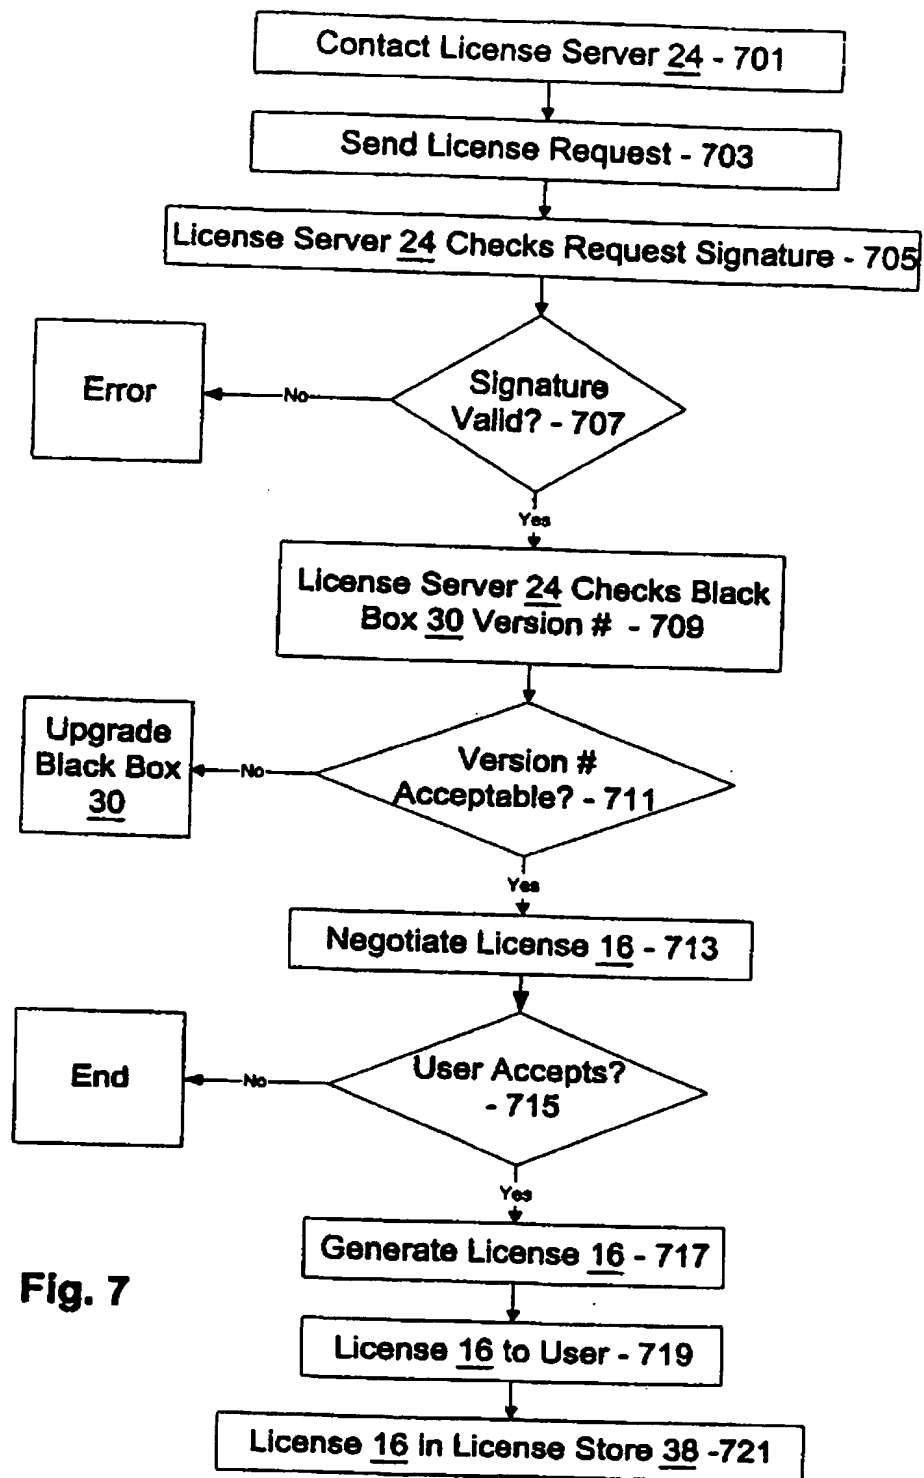 Contact License Server 24 - 701
Send License Request - 703
License Server 24 Checks Request Signature - 705
Signature
Valid? - 707
No
Error
Yes
License Server 24 Checks Black
Box 30 Version # - 709
Version #
Acceptable? - 711
No
Upgrade
Black Box
30
Yes
Negotiate License 16 - 713
User Accepts?
- 715
No
End
Yes
Generate License 16 - 717
Fig. 7
License 16 to User - 719
License 16 in License Store 38 -721